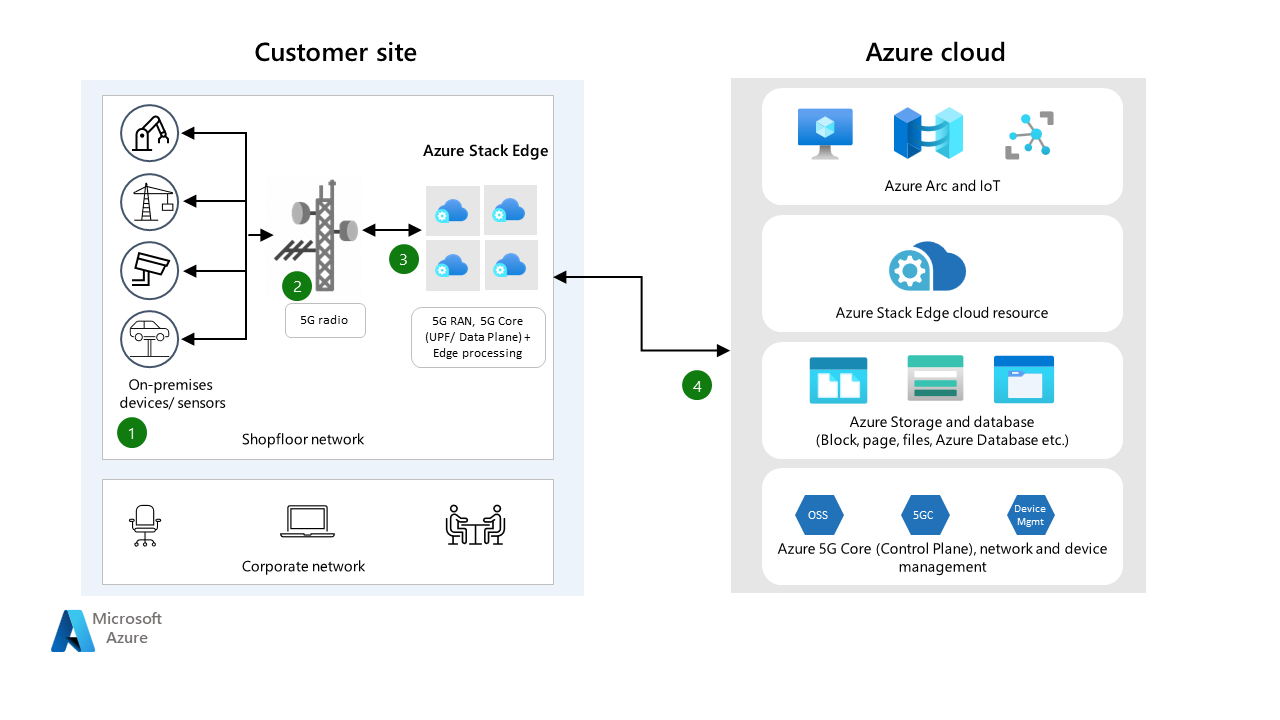 Customer site
Azure cloud
Azure Stack Edge
2
3
5G radio
5G RAN, 5G Core
(UPF/ Data Plane) +
Edge processing
On-premises
devices/ sensors
1
Shopfloor network
Corporate network
4
Azure Arc and IoT
Azure Stack Edge cloud resource
Azure Storage and database
(Block, page, files, Azure Database etc.)
OSS
5GC
Device
Mgmt
Azure 5G Core (Control Plane), network and device
management
Microsoft
Azure